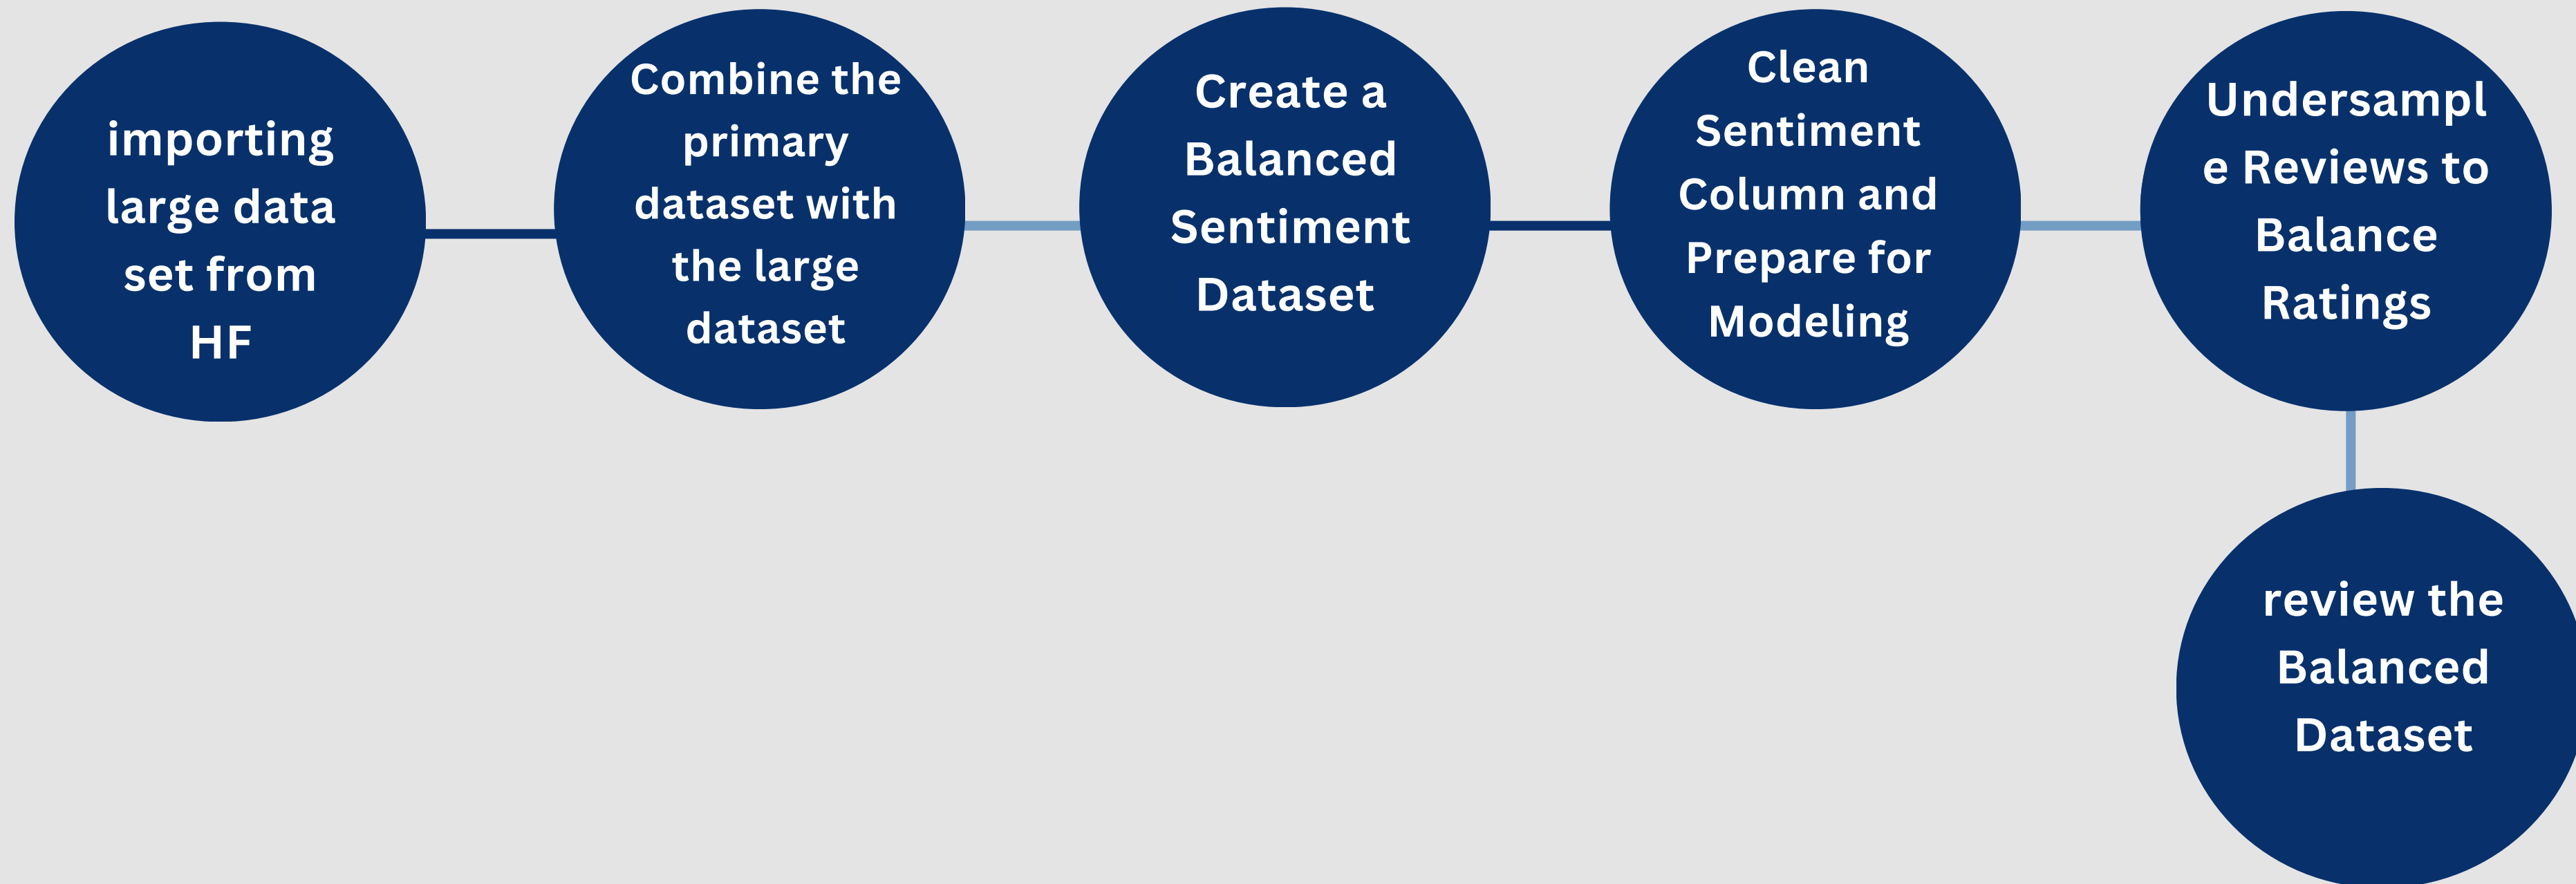 importing
large data
set from
HF
Combine the
primary
dataset with
the large
dataset
Create a
Balanced
Sentiment
Dataset
Clean
Sentiment
Column and
Prepare for
Modeling
Undersampl
e Reviews to
Balance
Ratings
review the
Balanced
Dataset